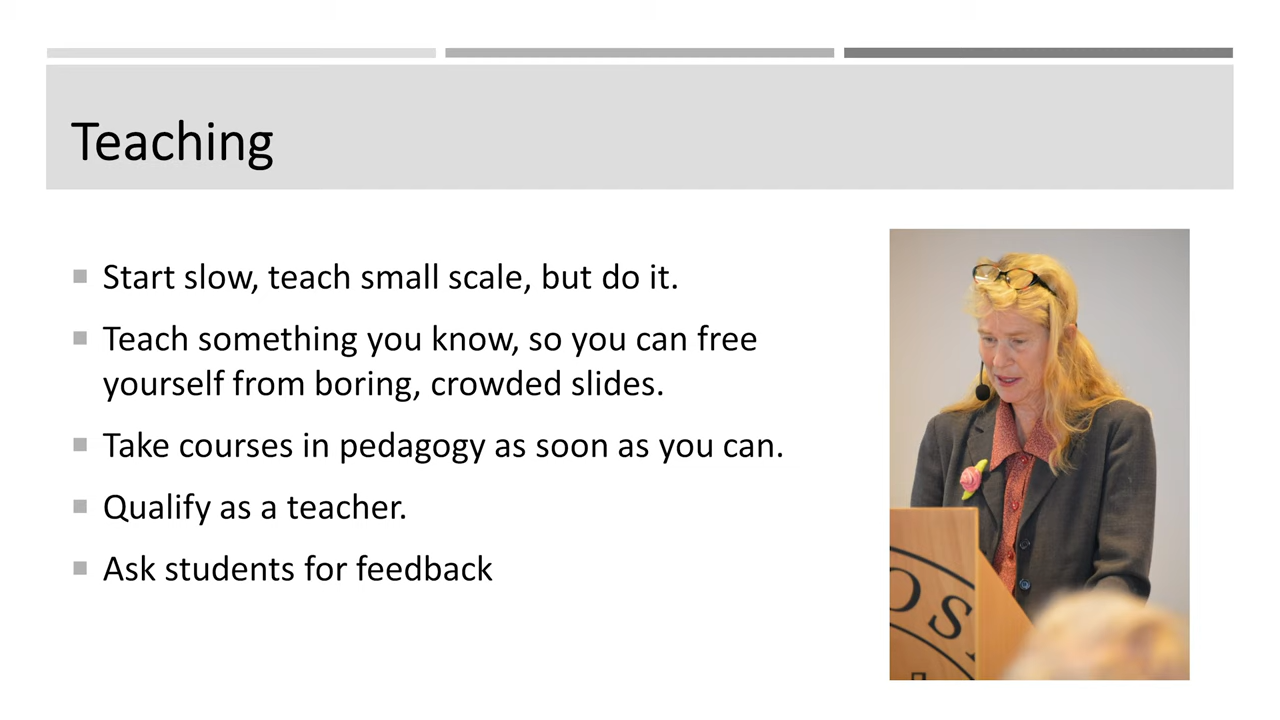 Teaching
Start slow, teach small scale, but do it.
Teach something you know, so you can free
yourself from boring, crowded slides.
Take courses in pedagogy as soon as you can.
Qualify as a teacher.
Ask students for feedback
OS